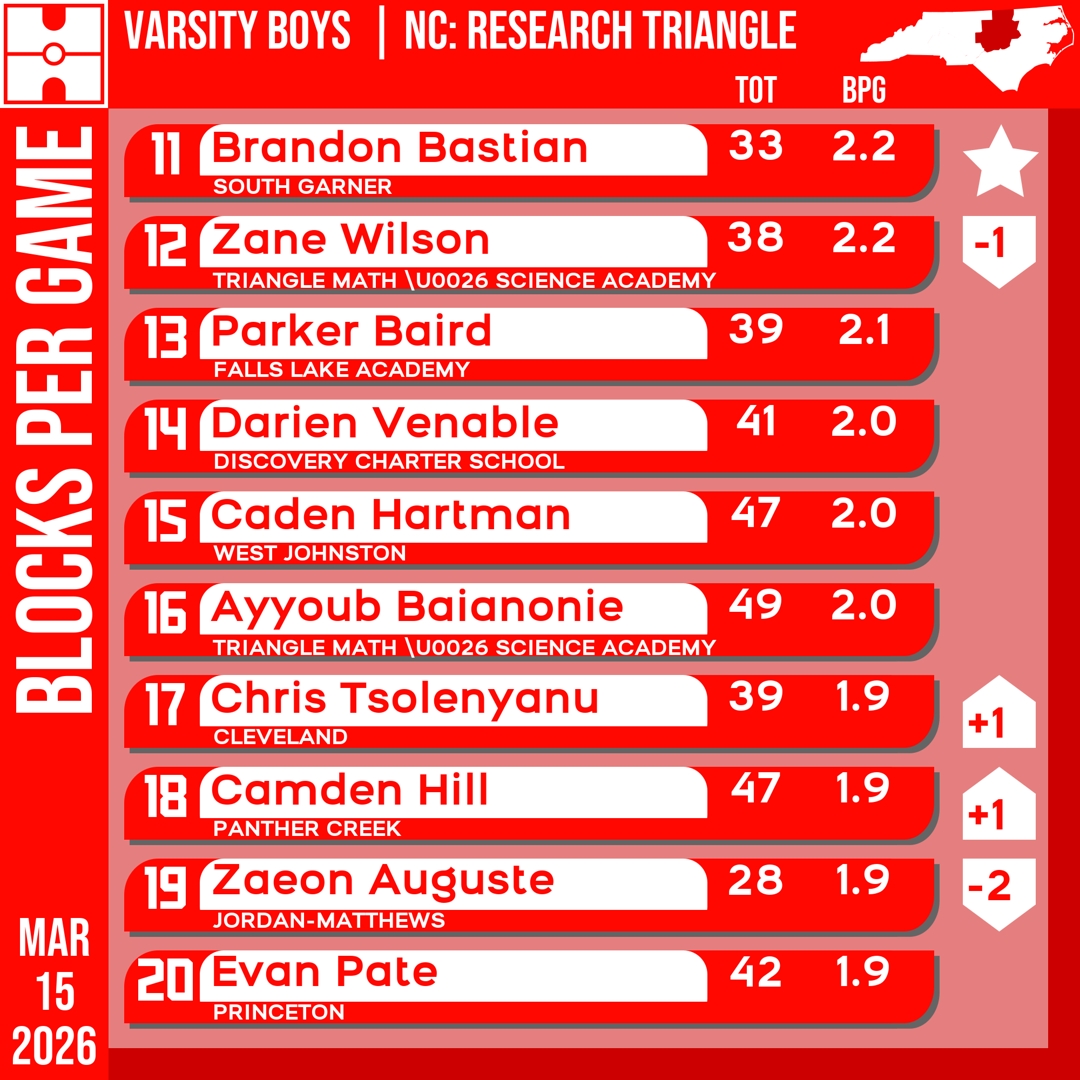 VARSITY BOYS | NC: RESEARCH TRIANGLE
TOT BPG
BLOCKS PER GAME
11 Brandon Bastian 33 2.2
SOUTH GARNER
12 Zane Wilson 38 2.2 -1
TRIANGLE MATH \U0026 SCIENCE ACADEMY
13 Parker Baird 39 2.1
FALLS LAKE ACADEMY
14 Darien Venable 41 2.0
DISCOVERY CHARTER SCHOOL
15 Caden Hartman 47 2.0
WEST JOHNSTON
16 Ayyoub Baianonie 49 2.0
TRIANGLE MATH \U0026 SCIENCE ACADEMY
17 Chris Tsolenyanu 39 1.9 +1
CLEVELAND
18 Camden Hill 47 1.9 +1
PANTHER CREEK
19 Zaeon Auguste 28 1.9 -2
JORDAN-MATTHEWS
20 Evan Pate 42 1.9
PRINCETON
MAR
15
2026